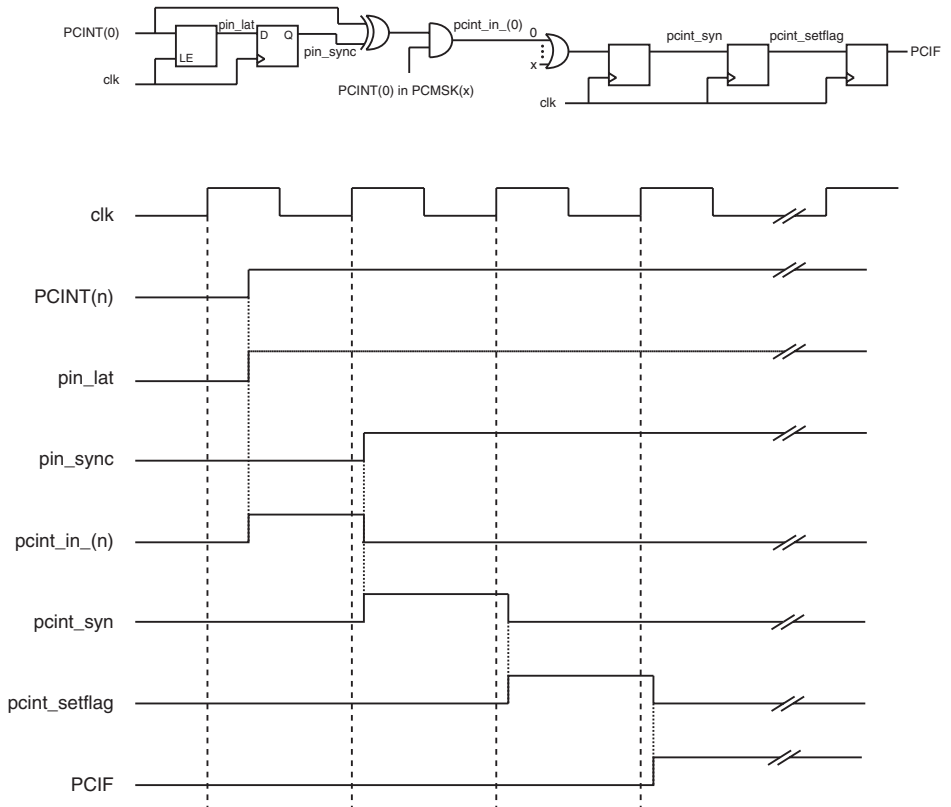 PCINT(0)
pin_lat
LE
D Q
pin_sync
clk
PCINT(0) in PCMSK(x)
pcint_in_(0)
0
x
clk
pcint_syn
pcint_setflag
PCIF
clk
PCINT(n)
pin_lat
pin_sync
pcint_in_(n)
pcint_syn
pcint_setflag
PCIF